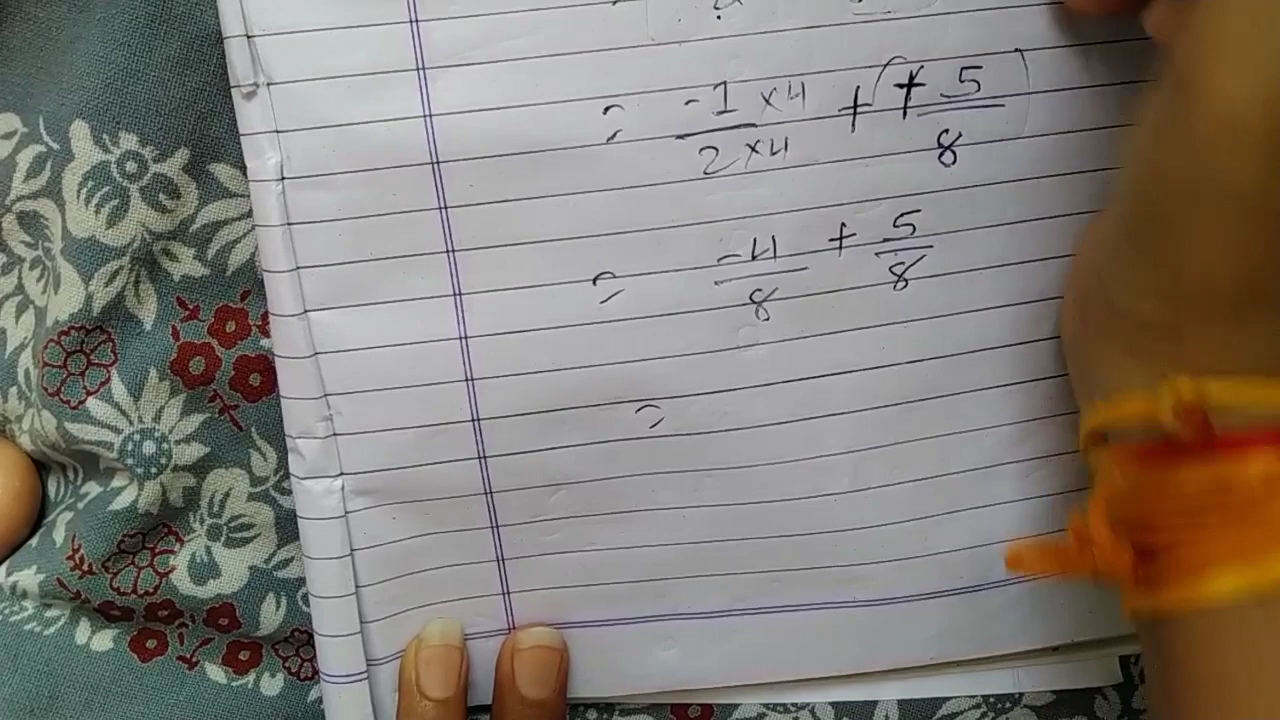 = -1×4/2×4 + (+5/8)
= -4/8 + 5/8
=